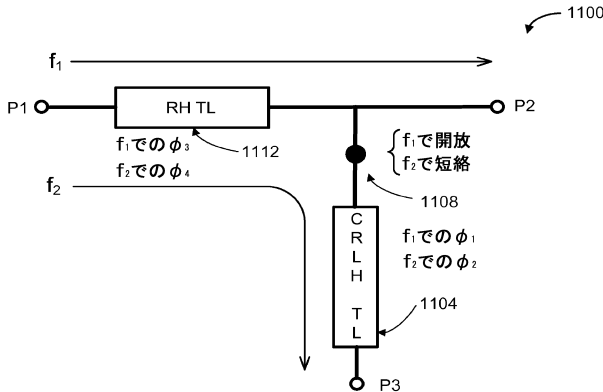 1100
f₁
P1
RH TL
P2
f₁でのφ₃
f₂でのφ₄
1112
f₁で開放
f₂で短絡
f₂
1108
CRLH TL
f₁でのφ₁
f₂でのφ₂
1104
P3